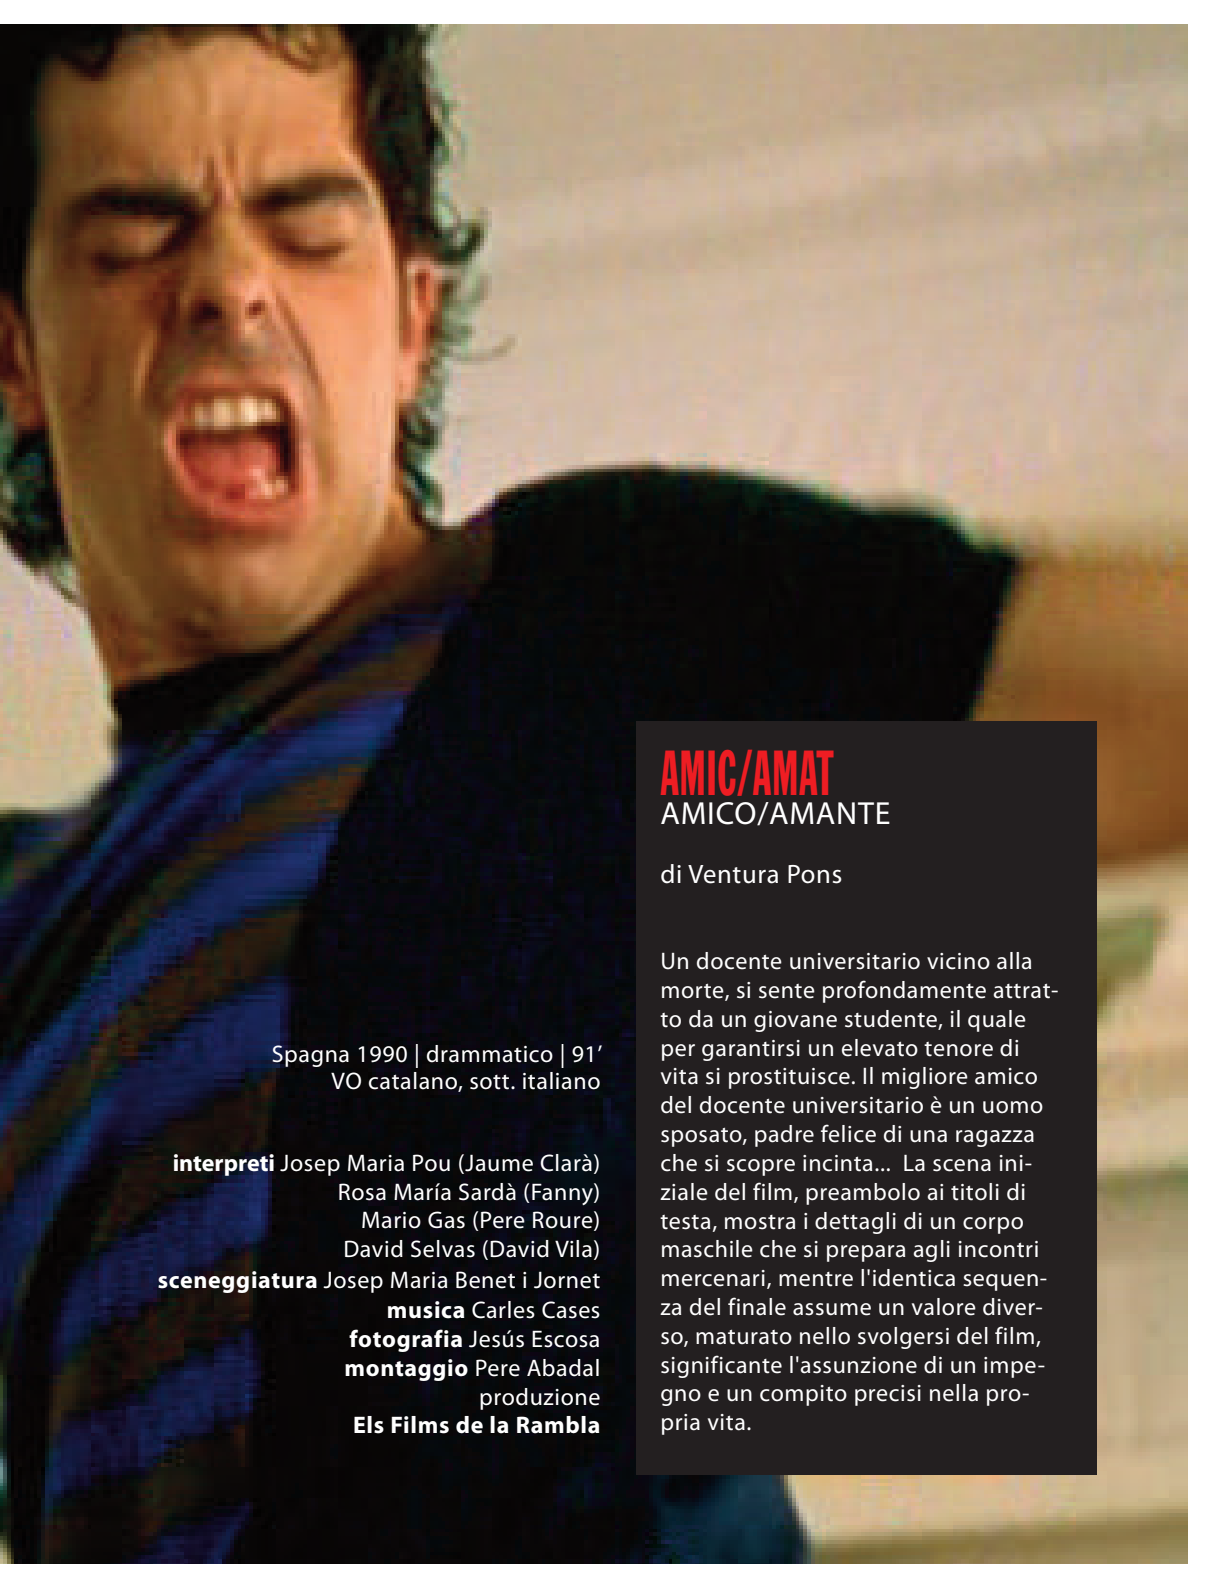 AMIC/AMAT
AMICO/AMANTE
di Ventura Pons
Un docente universitario vicino alla
morte, si sente profondamente attrat-
to da un giovane studente, il quale
per garantirsi un elevato tenore di
vita si prostituisce. Il migliore amico
del docente universitario è un uomo
sposato, padre felice di una ragazza
che si scopre incinta... La scena ini-
ziale del film, preambolo ai titoli di
testa, mostra i dettagli di un corpo
maschile che si prepara agli incontri
mercenari, mentre l'identica sequen-
za del finale assume un valore diver-
so, maturato nello svolgersi del film,
significante l'assunzione di un impe-
gno e un compito precisi nella pro-
pria vita.
Spagna 1990 | drammatico | 91’
VO catalano, sott. italiano
interpreti Josep Maria Pou (Jaume Clarà)
Rosa María Sardà (Fanny)
Mario Gas (Pere Roure)
David Selvas (David Vila)
sceneggiatura Josep Maria Benet i Jornet
musica Carles Cases
fotografia Jesús Escosa
montaggio Pere Abadal
produzione
Els Films de la Rambla